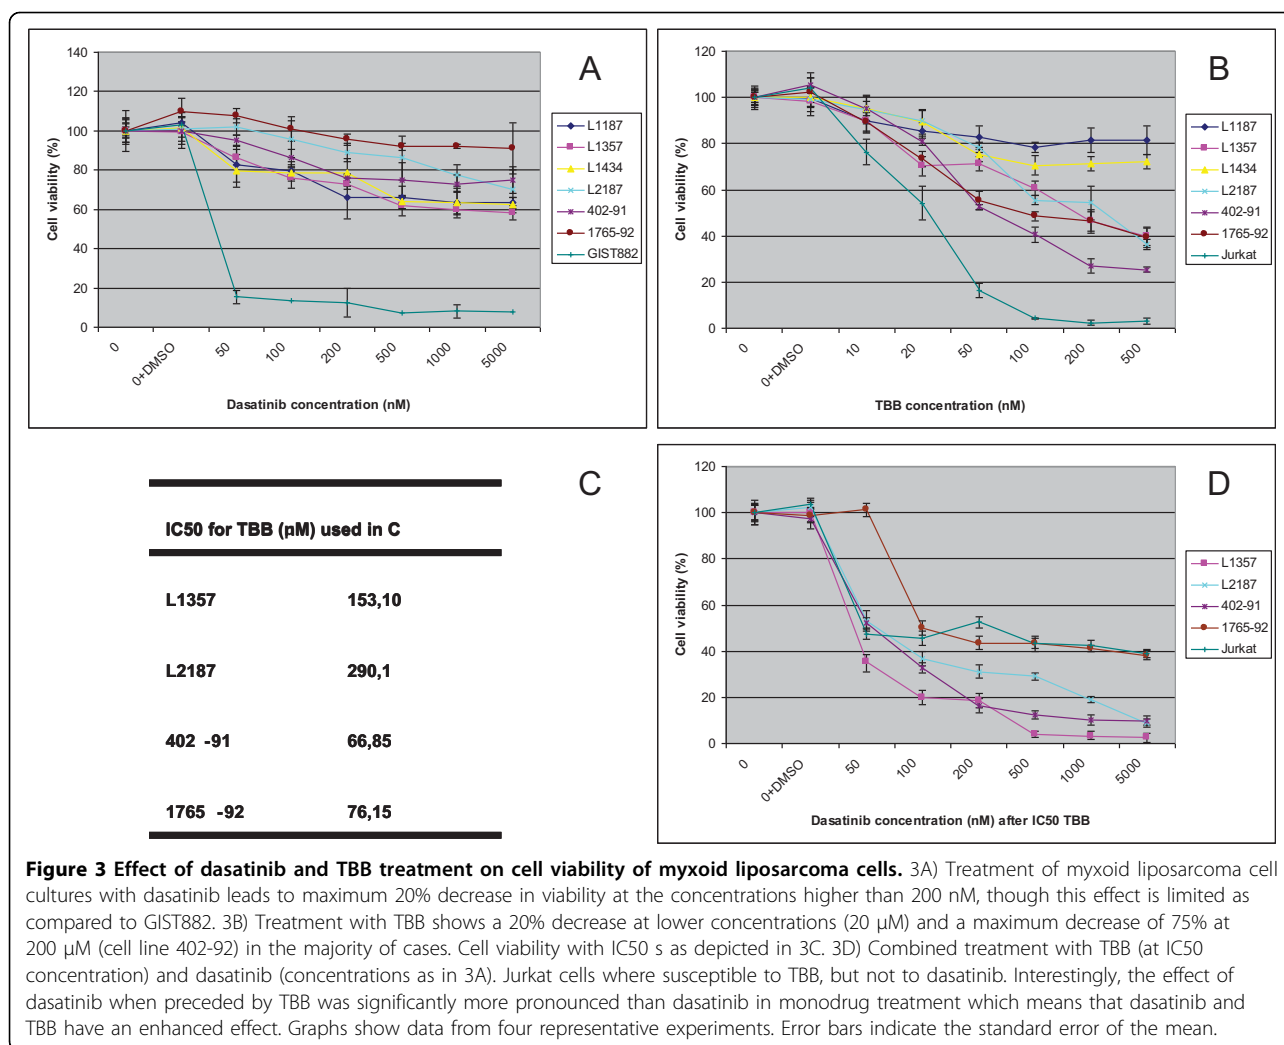 A
Cell viability (%)
140
120
100
80
60
40
20
0
0
0+DMSO
50
100
200
500
1000
5000
Dasatinib concentration (nM)
L1187
L1357
L1434
L2187
402-91
1765-92
GIST882
B
Cell viability (%)
120
100
80
60
40
20
0
0
0+DMSO
10
20
50
100
200
500
TBB concentration (nM)
L1187
L1357
L1434
L2187
402-91
1765-92
Jurkat
C
IC50 for TBB (µM) used in C
L1357 153,10
L2187 290,1
402 -91 66,85
1765 -92 76,15
D
Cell viability (%)
120
100
80
60
40
20
0
0
0+DMSO
50
100
200
500
1000
5000
Dasatinib concentration (nM) after IC50 TBB
L1357
L2187
402-91
1765-92
Jurkat
Figure 3 Effect of dasatinib and TBB treatment on cell viability of myxoid liposarcoma cells. 3A) Treatment of myxoid liposarcoma cell
cultures with dasatinib leads to maximum 20% decrease in viability at the concentrations higher than 200 nM, though this effect is limited as
compared to GIST882. 3B) Treatment with TBB shows a 20% decrease at lower concentrations (20 µM) and a maximum decrease of 75% at
200 µM (cell line 402-92) in the majority of cases. Cell viability with IC50 s as depicted in 3C. 3D) Combined treatment with TBB (at IC50
concentration) and dasatinib (concentrations as in 3A). Jurkat cells where susceptible to TBB, but not to dasatinib. Interestingly, the effect of
dasatinib when preceded by TBB was significantly more pronounced than dasatinib in monodrug treatment which means that dasatinib and
TBB have an enhanced effect. Graphs show data from four representative experiments. Error bars indicate the standard error of the mean.